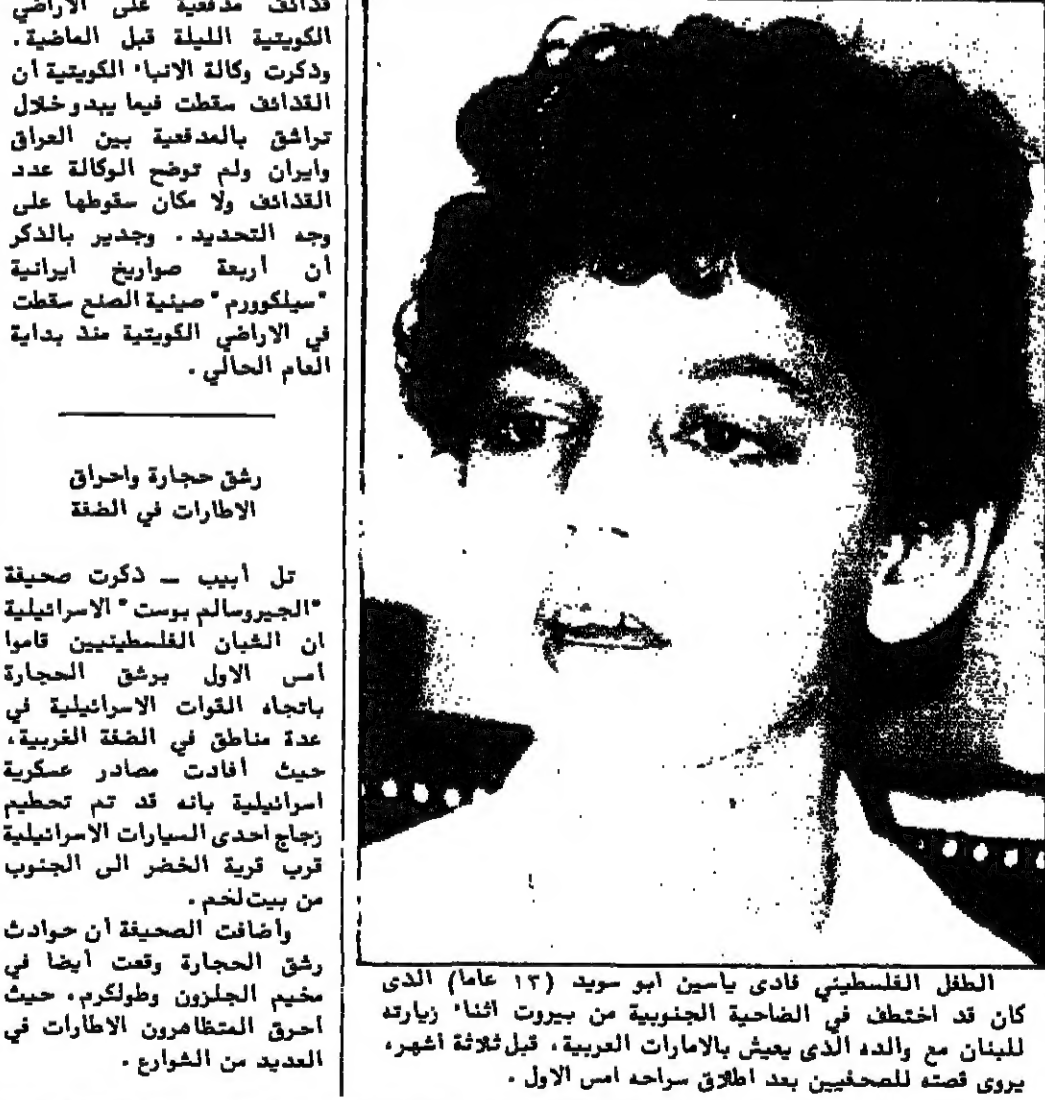 قذائف مدفعية على الاراضي
الكويتية الليلة قبل الماضية.
وذكرت وكالة الانباء الكويتية أن
القذائف سقطت فيما يبدو خلال
تراشق بالمدفعية بين العراق
وايران ولم توضح الوكالة عدد
القذائف ولا مكان سقوطها على
وجه التحديد. وجدير بالذكر
أن أربعة صواريخ ايرانية
"سيلكوورم" صينية الصنع سقطت
في الاراضي الكويتية منذ بداية
العام الحالي.
رشق حجارة واحراق
الاطارات في الضفة
تل أبيب – ذكرت صحيفة
"الجيروسالم بوست" الاسرائيلية
ان الشبان الفلسطينيين قاموا
أمس الاول برشق الحجارة
باتجاه القوات الاسرائيلية في
عدة مناطق في الضفة الغربية،
حيث أفادت مصادر عسكرية
اسرائيلية بانه قد تم تحطيم
زجاج احدى السيارات الاسرائيلية
قرب قرية الخضر الى الجنوب
من بيت لحم.
وأضافت الصحيفة أن حوادث
رشق الحجارة وقعت أيضا في
مخيم الجلزون وطولكرم، حيث
احرق المتظاهرون الاطارات في
العديد من الشوارع.
الطفل الفلسطيني فادى ياسين ابو سويد (١٣ عاما) الذى
كان قد اختطف في الضاحية الجنوبية من بيروت اثناء زيارته
للبنان مع والده الذي يعيش بالامارات العربية، قبل ثلاثة اشهر،
يروى قصته للصحفيين بعد اطلاق سراحه امس الاول.